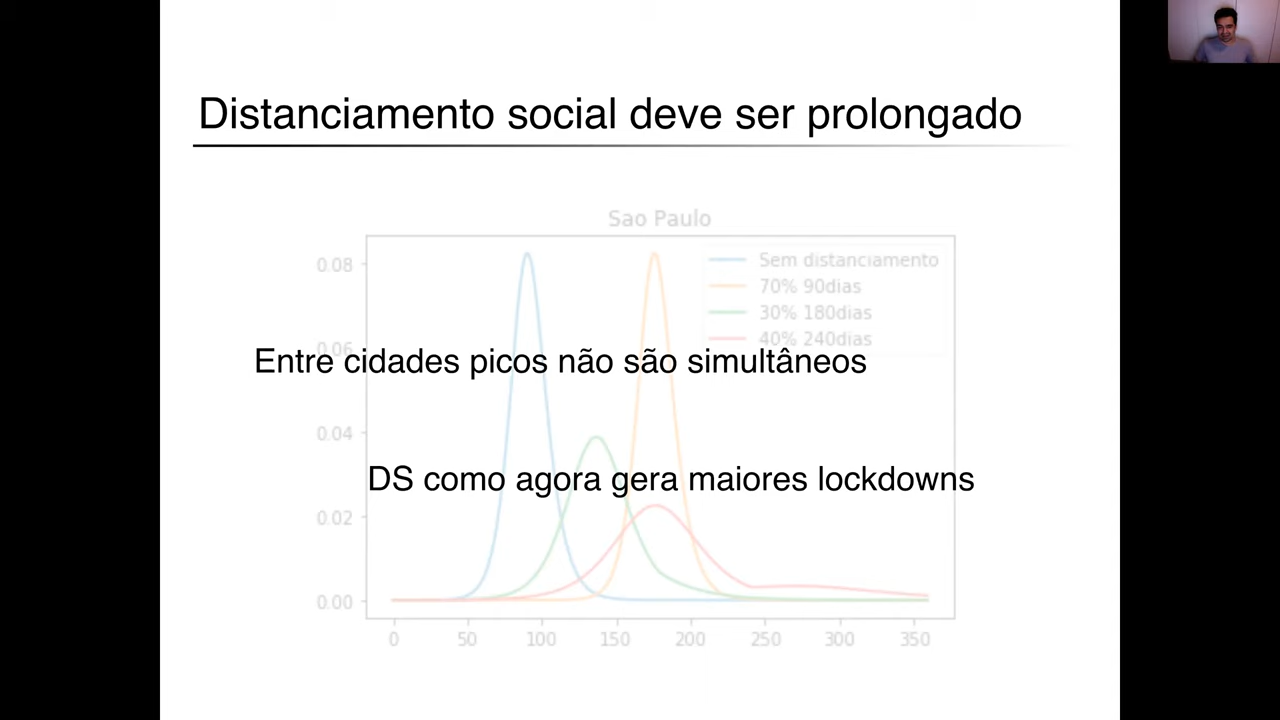 Distanciamento social deve ser prolongado
Sao Paulo
Sem distanciamento
70% 90dias
30% 180dias
40% 240dias
0.08
0.06
0.04
0.02
0.00
Entre cidades picos não são simultâneos
DS como agora gera maiores lockdowns
0 50 100 150 200 250 300 350